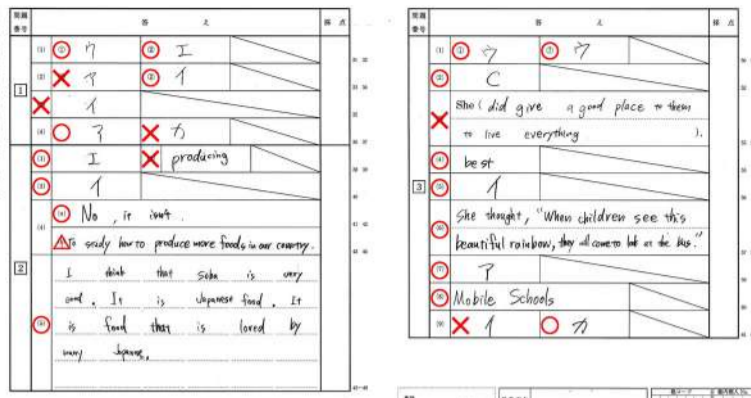 問題番号 答 え 採 点
1
(1) ① ウ ② エ
(2) ア ② イ
イ
(4) ア カ
(1) エ producing
(3) イ
2
(4) (a) No, it isn't.
To study how to produce more foods in our country.
I think that Soba is very
good. It is Japanese food. It
(5) is food that is loved by
many Japanese.
問題番号 答 え 採 点
(1) ① ウ ② ウ
(2) C
She ( did give a good place to them
to live everything ).
(4) best
3
(5) イ
She thought, "When children see this
(6) beautiful rainbow, they all come to look at the bus."
(7) ア
(8) Mobile Schools
(9) イ カ